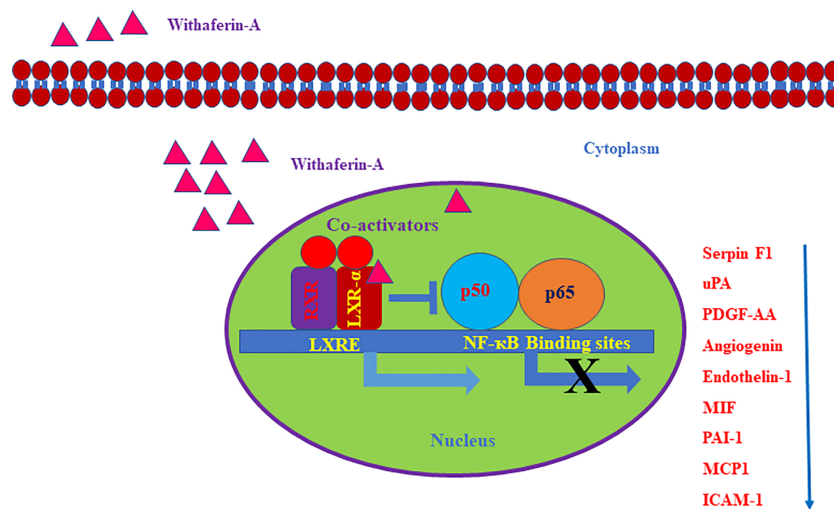 Withaferin-A
Cytoplasm
Withaferin-A
Co-activators
RXR
LXR-α
p50
p65
LXRE
NF-κB Binding sites
X
Nucleus
Serpin F1
uPA
PDGF-AA
Angiogenin
Endothelin-1
MIF
PAI-1
MCP1
ICAM-1